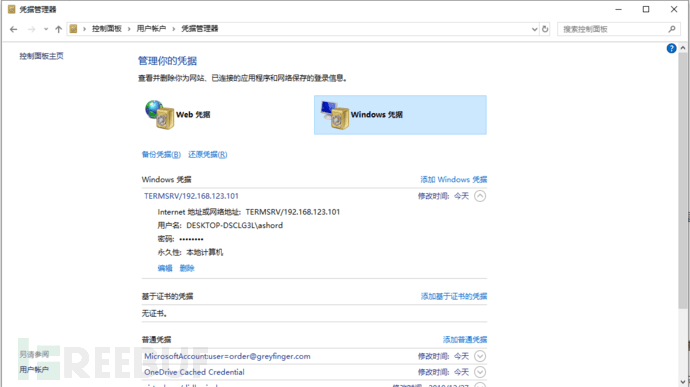 凭据管理器
控制面板 > 用户帐户 > 凭据管理器
搜索控制面板
控制面板主页
管理你的凭据
查看并删除你为网站、已连接的应用程序和网络保存的登录信息。
Web 凭据
Windows 凭据
备份凭据(B) 还原凭据(R)
Windows 凭据 添加 Windows 凭据
TERMSRV/192.168.123.101 修改时间: 今天
Internet 地址或网络地址: TERMSRV/192.168.123.101
用户名: DESKTOP-DSCLG3L\ashord
密码: ••••••••
永久性: 本地计算机
编辑 删除
基于证书的凭据 添加基于证书的凭据
无证书。
普通凭据 添加普通凭据
MicrosoftAccount:user=order@greyfinger.com 修改时间: 今天
OneDrive Cached Credential 修改时间: 今天
另请参阅
用户帐户
FREEBUF